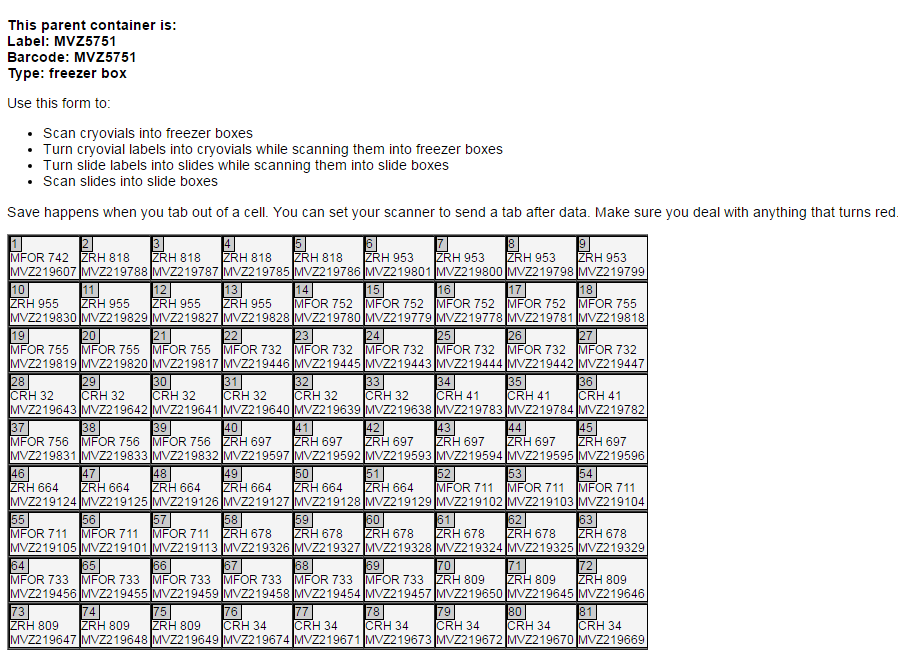 This parent container is:
Label: MVZ5751
Barcode: MVZ5751
Type: freezer box
Use this form to:
• Scan cryovials into freezer boxes
• Turn cryovial labels into cryovials while scanning them into freezer boxes
• Turn slide labels into slides while scanning them into slide boxes
• Scan slides into slide boxes
Save happens when you tab out of a cell. You can set your scanner to send a tab after data. Make sure you deal with anything that turns red.
1 2 3 4 5 6 7 8 9
MFOR 742 ZRH 818 ZRH 818 ZRH 818 ZRH 818 ZRH 953 ZRH 953 ZRH 953 ZRH 953
MVZ219607 MVZ219788 MVZ219787 MVZ219785 MVZ219786 MVZ219801 MVZ219800 MVZ219798 MVZ219799
10 11 12 13 14 15 16 17 18
ZRH 955 ZRH 955 ZRH 955 ZRH 955 MFOR 752 MFOR 752 MFOR 752 MFOR 752 MFOR 755
MVZ219830 MVZ219829 MVZ219827 MVZ219828 MVZ219780 MVZ219779 MVZ219778 MVZ219781 MVZ219818
19 20 21 22 23 24 25 26 27
MFOR 755 MFOR 755 MFOR 755 MFOR 732 MFOR 732 MFOR 732 MFOR 732 MFOR 732 MFOR 732
MVZ219819 MVZ219820 MVZ219817 MVZ219446 MVZ219445 MVZ219443 MVZ219444 MVZ219442 MVZ219447
28 29 30 31 32 33 34 35 36
CRH 32 CRH 32 CRH 32 CRH 32 CRH 32 CRH 32 CRH 41 CRH 41 CRH 41
MVZ219643 MVZ219642 MVZ219641 MVZ219640 MVZ219639 MVZ219638 MVZ219783 MVZ219784 MVZ219782
37 38 39 40 41 42 43 44 45
MFOR 756 MFOR 756 MFOR 756 ZRH 697 ZRH 697 ZRH 697 ZRH 697 ZRH 697 ZRH 697
MVZ219831 MVZ219833 MVZ219832 MVZ219597 MVZ219592 MVZ219593 MVZ219594 MVZ219595 MVZ219596
46 47 48 49 50 51 52 53 54
ZRH 664 ZRH 664 ZRH 664 ZRH 664 ZRH 664 ZRH 664 MFOR 711 MFOR 711 MFOR 711
MVZ219124 MVZ219125 MVZ219126 MVZ219127 MVZ219128 MVZ219129 MVZ219102 MVZ219103 MVZ219104
55 56 57 58 59 60 61 62 63
MFOR 711 MFOR 711 MFOR 711 ZRH 678 ZRH 678 ZRH 678 ZRH 678 ZRH 678 ZRH 678
MVZ219105 MVZ219101 MVZ219113 MVZ219326 MVZ219327 MVZ219328 MVZ219324 MVZ219325 MVZ219329
64 65 66 67 68 69 70 71 72
MFOR 733 MFOR 733 MFOR 733 MFOR 733 MFOR 733 MFOR 733 ZRH 809 ZRH 809 ZRH 809
MVZ219456 MVZ219455 MVZ219459 MVZ219458 MVZ219454 MVZ219457 MVZ219650 MVZ219645 MVZ219646
73 74 75 76 77 78 79 80 81
ZRH 809 ZRH 809 ZRH 809 CRH 34 CRH 34 CRH 34 CRH 34 CRH 34 CRH 34
MVZ219647 MVZ219648 MVZ219649 MVZ219674 MVZ219671 MVZ219673 MVZ219672 MVZ219670 MVZ219669